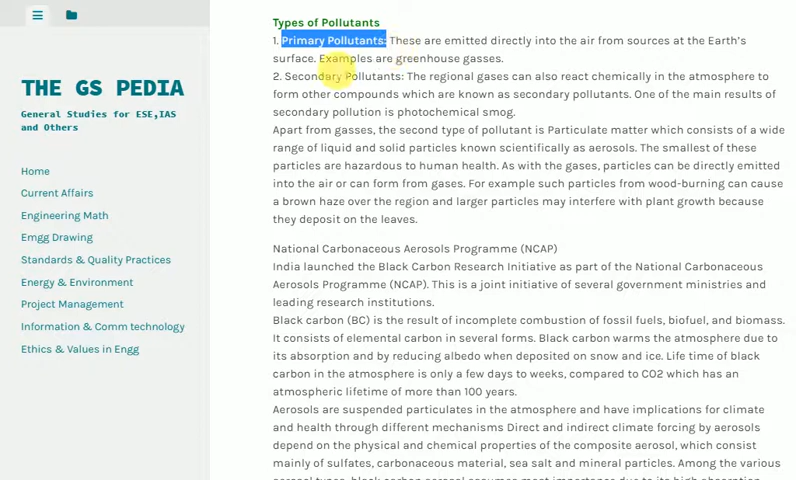 THE GS PEDIA
General Studies for ESE,IAS
and Others
Home
Current Affairs
Engineering Math
Emgg Drawing
Standards & Quality Practices
Energy & Environment
Project Management
Information & Comm technology
Ethics & Values in Engg
Types of Pollutants
1. Primary Pollutants: These are emitted directly into the air from sources at the Earth's
surface. Examples are greenhouse gasses.
2. Secondary Pollutants: The regional gases can also react chemically in the atmosphere to
form other compounds which are known as secondary pollutants. One of the main results of
secondary pollution is photochemical smog.
Apart from gasses, the second type of pollutant is Particulate matter which consists of a wide
range of liquid and solid particles known scientifically as aerosols. The smallest of these
particles are hazardous to human health. As with the gases, particles can be directly emitted
into the air or can form from gases. For example such particles from wood-burning can cause
a brown haze over the region and larger particles may interfere with plant growth because
they deposit on the leaves.
National Carbonaceous Aerosols Programme (NCAP)
India launched the Black Carbon Research Initiative as part of the National Carbonaceous
Aerosols Programme (NCAP). This is a joint initiative of several government ministries and
leading research institutions.
Black carbon (BC) is the result of incomplete combustion of fossil fuels, biofuel, and biomass.
It consists of elemental carbon in several forms. Black carbon warms the atmosphere due to
its absorption and by reducing albedo when deposited on snow and ice. Life time of black
carbon in the atmosphere is only a few days to weeks, compared to CO2 which has an
atmospheric lifetime of more than 100 years.
Aerosols are suspended particulates in the atmosphere and have implications for climate
and health through different mechanisms Direct and indirect climate forcing by aerosols
depend on the physical and chemical properties of the composite aerosol, which consist
mainly of sulfates, carbonaceous material, sea salt and mineral particles. Among the various